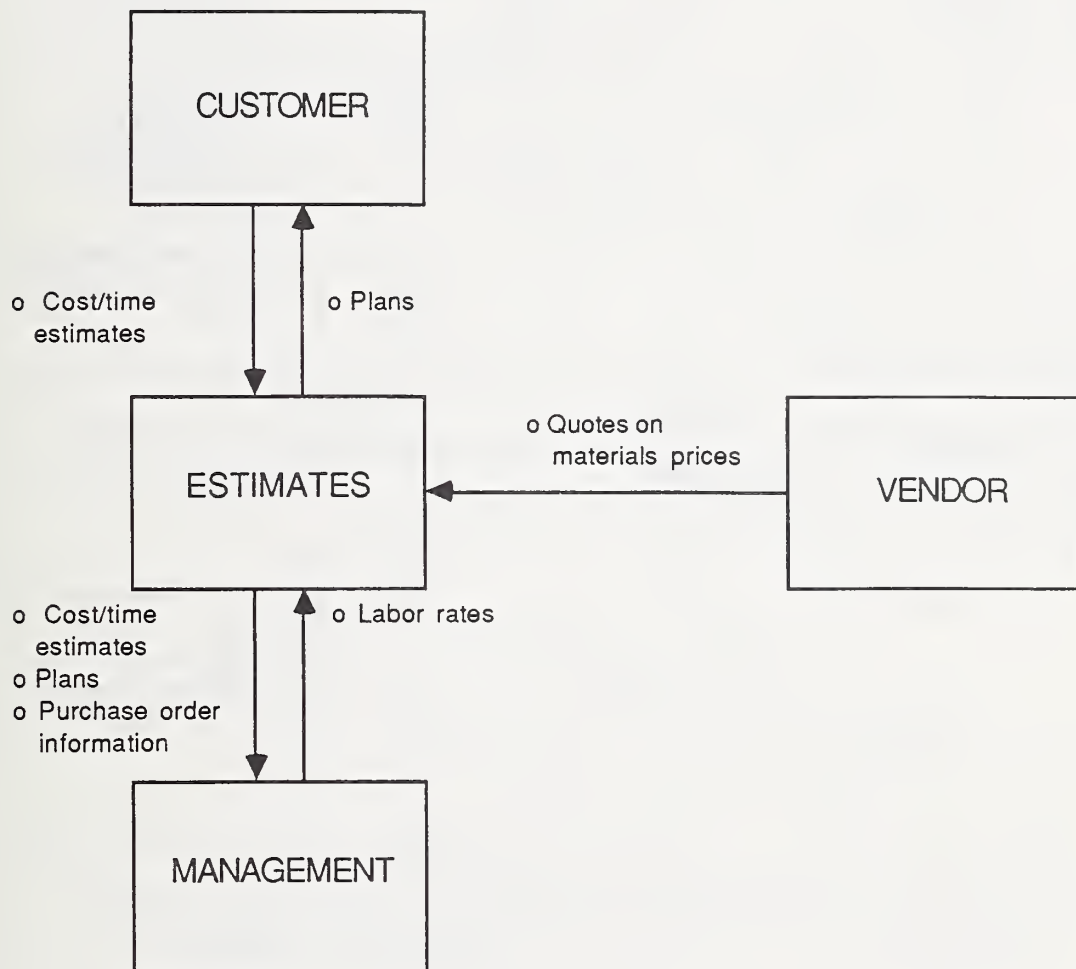 CUSTOMER
o Cost/time
estimates
o Plans
ESTIMATES
o Quotes on
materials prices
VENDOR
o Cost/time
estimates
o Plans
o Purchase order
information
o Labor rates
MANAGEMENT